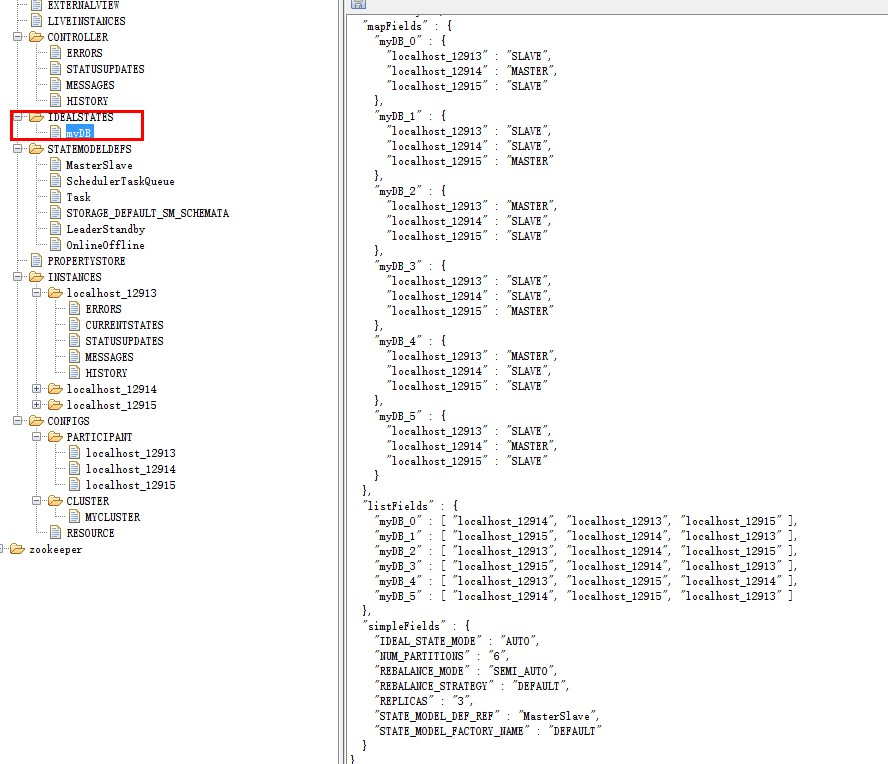 EXTERNALVIEW
LIVEINSTANCES
CONTROLLER
ERRORS
STATUSUPDATES
MESSAGES
HISTORY
IDEALSTATES
myDB
STATEMODELDEFS
MasterSlave
SchedulerTaskQueue
Task
STORAGE_DEFAULT_SM_SCHEMATA
LeaderStandby
OnlineOffline
PROPERTYSTORE
INSTANCES
localhost_12913
ERRORS
CURRENTSTATES
STATUSUPDATES
MESSAGES
HISTORY
localhost_12914
localhost_12915
CONFIGS
PARTICIPANT
localhost_12913
localhost_12914
localhost_12915
CLUSTER
MYCLUSTER
RESOURCE
zookeeper
"mapFields" : {
"myDB_0" : {
"localhost_12913" : "SLAVE",
"localhost_12914" : "MASTER",
"localhost_12915" : "SLAVE"
},
"myDB_1" : {
"localhost_12913" : "SLAVE",
"localhost_12914" : "SLAVE",
"localhost_12915" : "MASTER"
},
"myDB_2" : {
"localhost_12913" : "MASTER",
"localhost_12914" : "SLAVE",
"localhost_12915" : "SLAVE"
},
"myDB_3" : {
"localhost_12913" : "SLAVE",
"localhost_12914" : "SLAVE",
"localhost_12915" : "MASTER"
},
"myDB_4" : {
"localhost_12913" : "MASTER",
"localhost_12914" : "SLAVE",
"localhost_12915" : "SLAVE"
},
"myDB_5" : {
"localhost_12913" : "SLAVE",
"localhost_12914" : "MASTER",
"localhost_12915" : "SLAVE"
}
},
"listFields" : {
"myDB_0" : [ "localhost_12914", "localhost_12913", "localhost_12915" ],
"myDB_1" : [ "localhost_12915", "localhost_12914", "localhost_12913" ],
"myDB_2" : [ "localhost_12913", "localhost_12914", "localhost_12915" ],
"myDB_3" : [ "localhost_12915", "localhost_12913", "localhost_12914" ],
"myDB_4" : [ "localhost_12913", "localhost_12915", "localhost_12914" ],
"myDB_5" : [ "localhost_12914", "localhost_12915", "localhost_12913" ]
},
"simpleFields" : {
"IDEAL_STATE_MODE" : "AUTO",
"NUM_PARTITIONS" : "6",
"REBALANCE_MODE" : "SEMI_AUTO",
"REBALANCE_STRATEGY" : "DEFAULT",
"REPLICAS" : "3",
"STATE_MODEL_DEF_REF" : "MasterSlave",
"STATE_MODEL_FACTORY_NAME" : "DEFAULT"
}
}